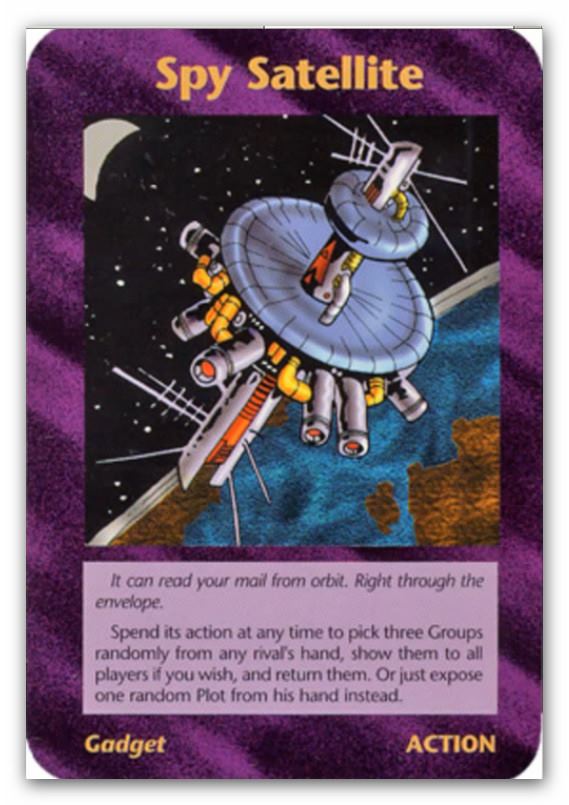 Spy Satellite
It can read your mail from orbit. Right through the
envelope.
Spend its action at any time to pick three Groups
randomly from any rival's hand, show them to all
players if you wish, and return them. Or just expose
one random Plot from his hand instead.
Gadget ACTION